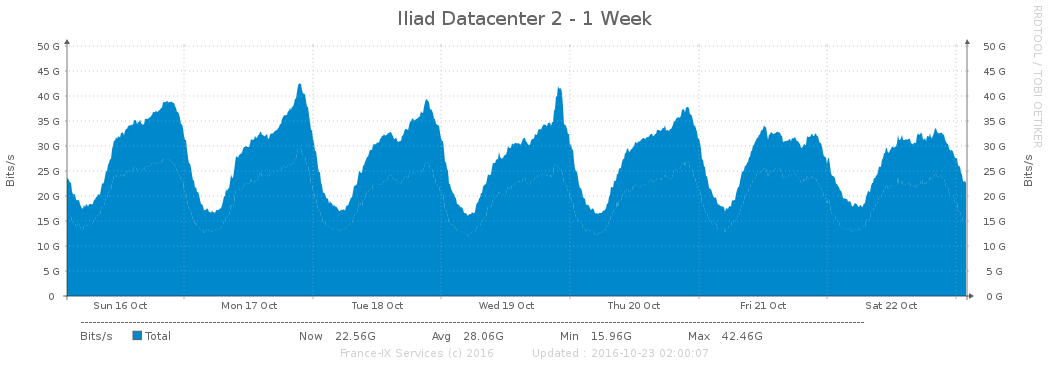 Iliad Datacenter 2 - 1 Week
RRDTOOL / TOBI OETIKER
50 G 50 G
45 G 45 G
40 G 40 G
35 G 35 G
30 G 30 G
25 G 25 G
20 G 20 G
15 G 15 G
10 G 10 G
5 G 5 G
0 0 G
Bits/s
Bits/s
Sun 16 Oct Mon 17 Oct Tue 18 Oct Wed 19 Oct Thu 20 Oct Fri 21 Oct Sat 22 Oct
Bits/s Total Now 22.56G Avg 28.06G Min 15.96G Max 42.46G
France-IX Services (c) 2016 Updated : 2016-10-23 02:00:07